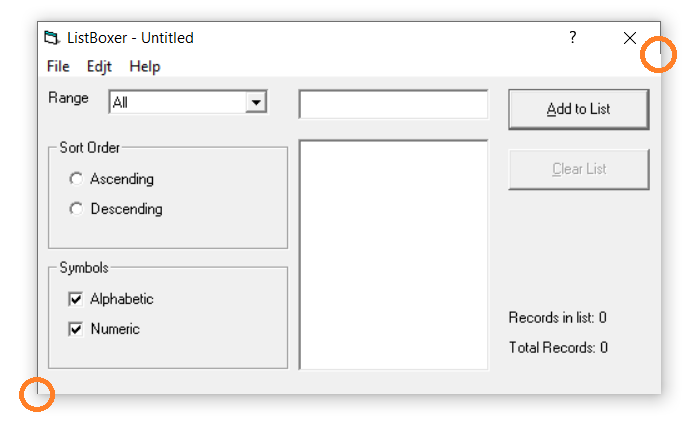 ListBoxer - Untitled
?
File Edjt Help
Range All Add to List
Sort Order
Clear List
Ascending
Descending
Symbols
Alphabetic
Numeric
Records in list: 0
Total Records: 0